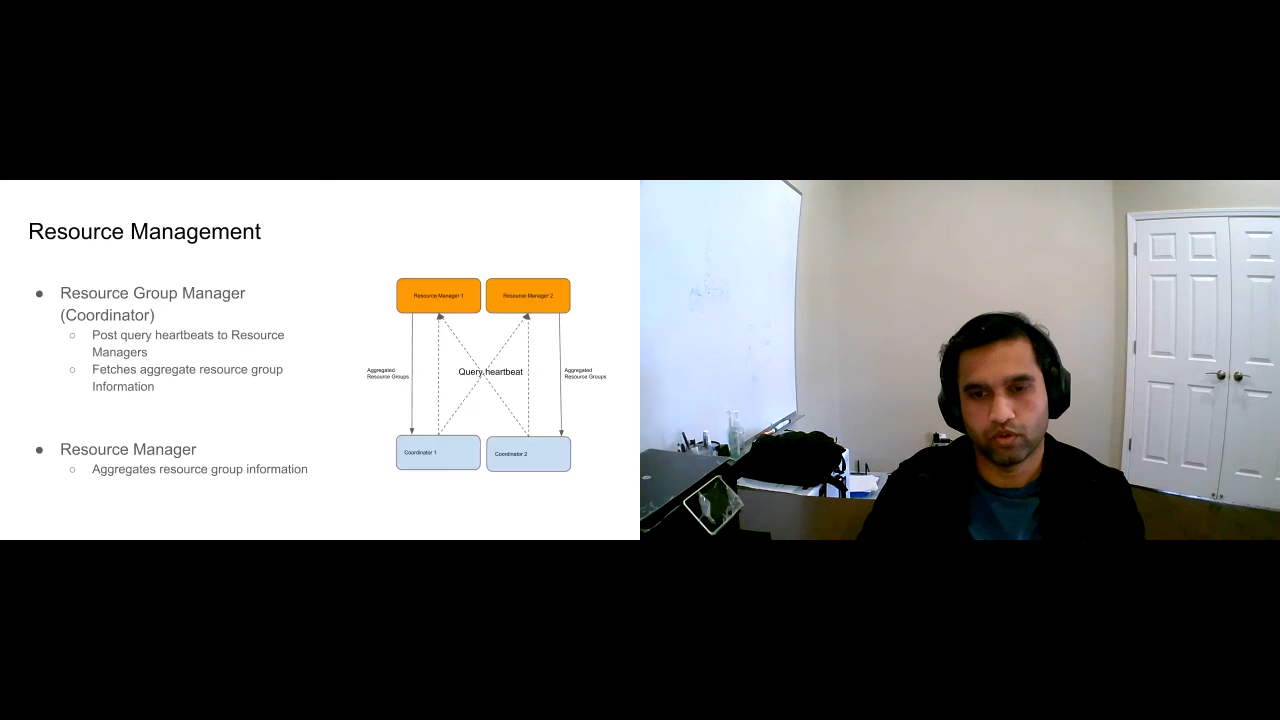 Resource Management
● Resource Group Manager
(Coordinator)
○ Post query heartbeats to Resource
Managers
○ Fetches aggregate resource group
Information
● Resource Manager
○ Aggregates resource group information
Resource Manager 1
Resource Manager 2
Aggregated
Resource Groups
Query heartbeat
Aggregated
Resource Groups
Coordinator 1
Coordinator 2